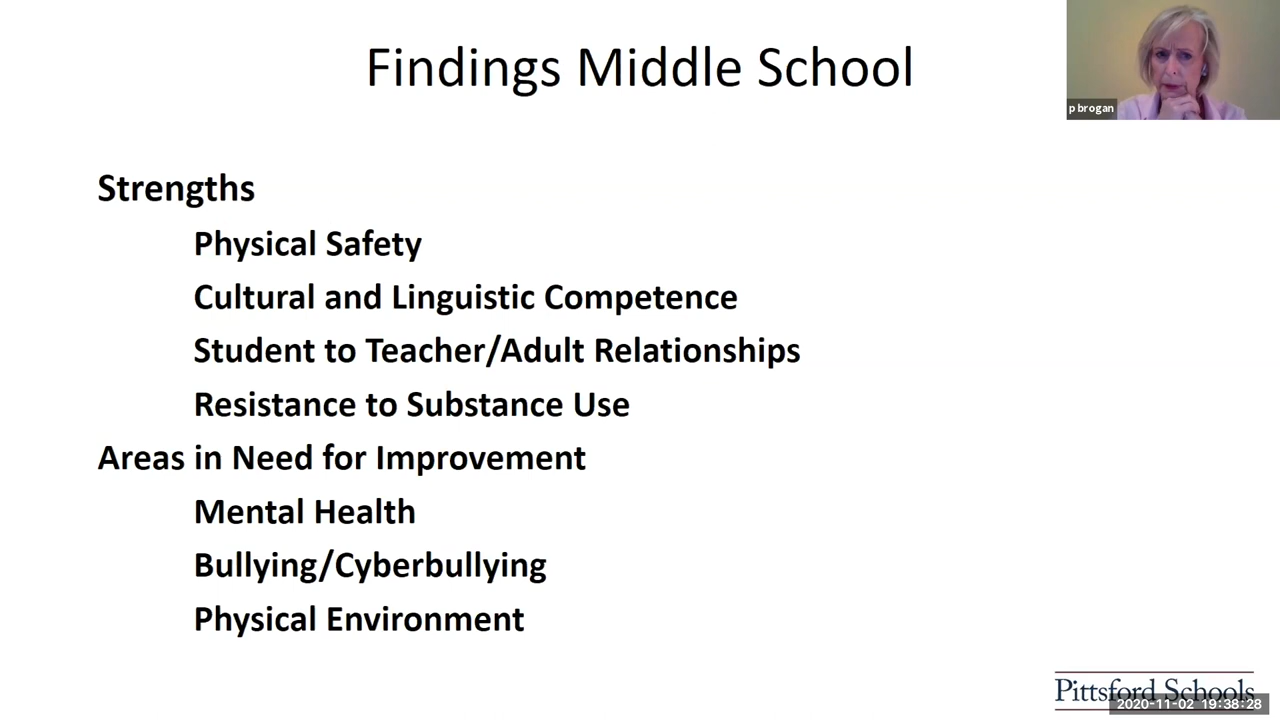 Findings Middle School
p brogan
Strengths
Physical Safety
Cultural and Linguistic Competence
Student to Teacher/Adult Relationships
Resistance to Substance Use
Areas in Need for Improvement
Mental Health
Bullying/Cyberbullying
Physical Environment
Pittsford Schools
2020-11-02 19:38:28